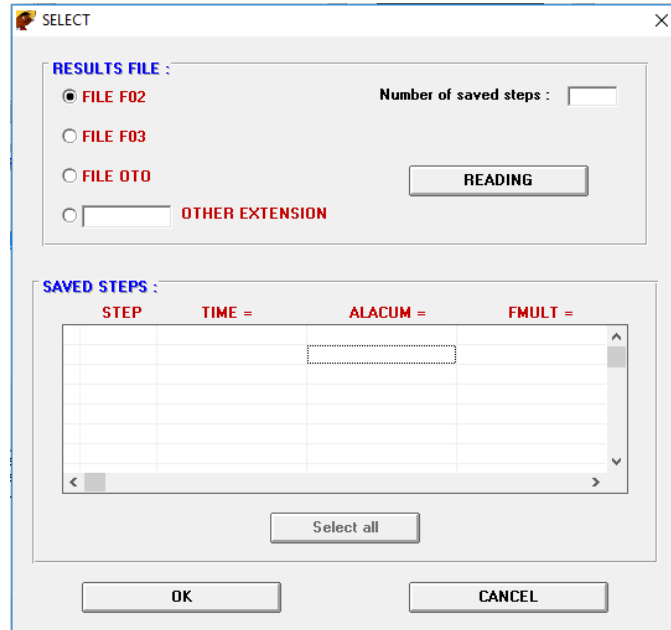 SELECT
RESULTS FILE :
FILE F02
Number of saved steps :
FILE F03
FILE OTO
READING
OTHER EXTENSION
SAVED STEPS :
STEP TIME = ALACUM = FMULT =
Select all
OK CANCEL